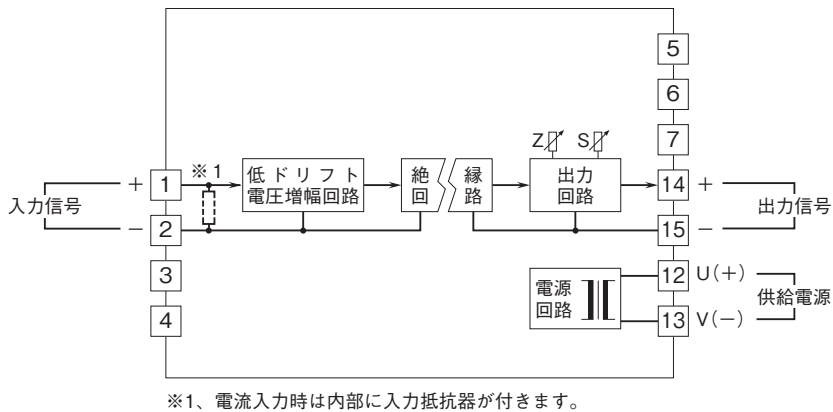 5
6
7
Z S
※1
+ 1
低ドリフト
電圧増幅回路
絶
回
縁
路
出力
回路
14 +
入力信号
出力信号
− 2
15 −
3
4
電源
回路
12 U(+)
供給電源
13 V(−)
※1、電流入力時は内部に入力抵抗器が付きます。